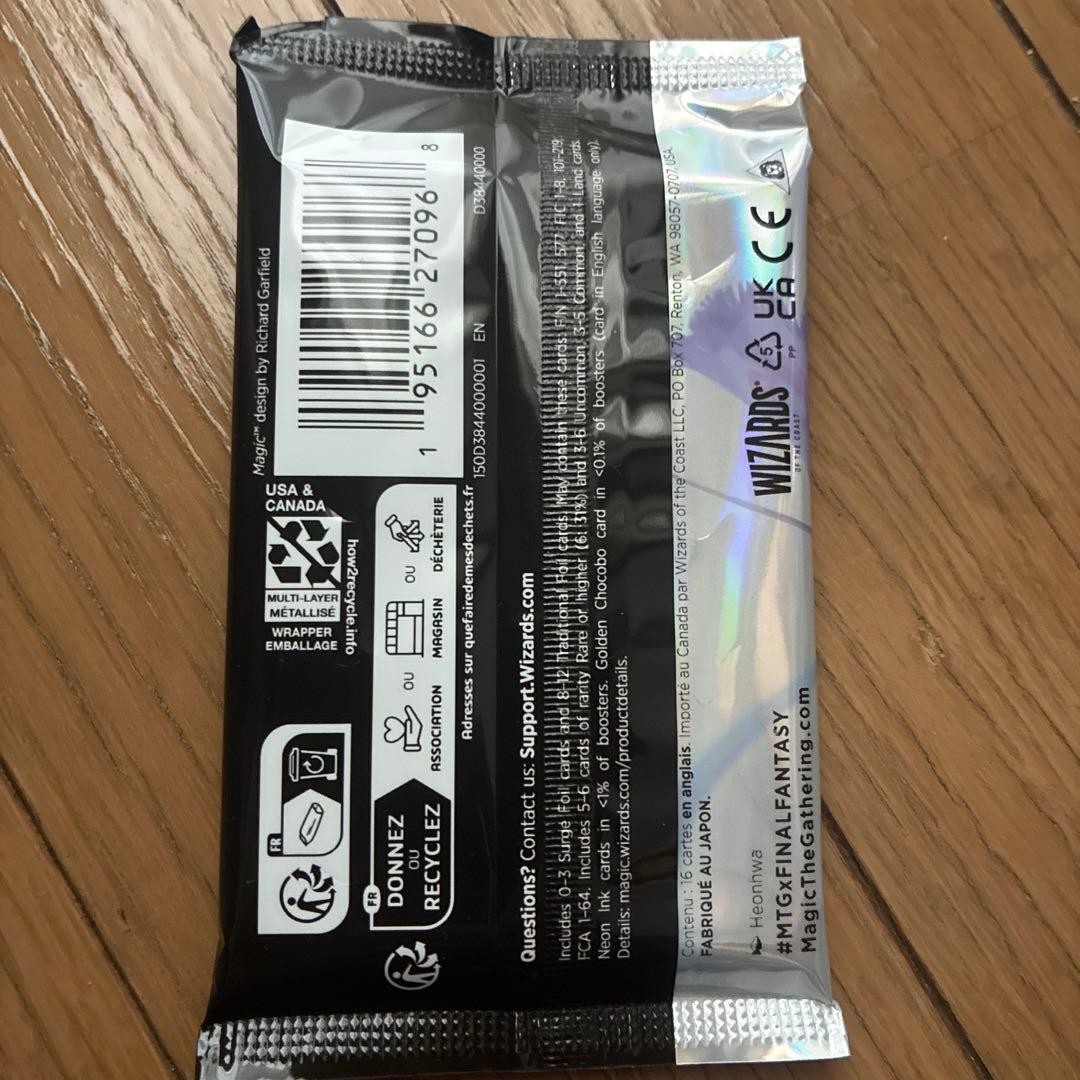 Magic™ design by Richard Garfield
1 95166 27096 8
150D38440000001 EN D38440000
USA &
CANADA
MULTI-LAYER
MÉTALLISÉ
WRAPPER
EMBALLAGE
how2recycle.info
FR
FR
DONNEZ
OU
RECYCLEZ
ASSOCIATION OU MAGASIN OU DÉCHÈTERIE
Adresses sur quefairedemesdechets.fr
Questions? Contact us: Support.Wizards.com
Includes 0-3 Surge Foil cards and 8-12 Traditional Foil cards. May contain these cards: FIN 1-551, 577; FIC 1-8, 101-219;
FCA 1-64. Includes 5-6 cards of rarity Rare or higher (6: 31%) and 3-6 Uncommon, 3-5 Common, and 1 Land cards.
Neon Ink cards in <1% of boosters. Golden Chocobo card in <0.1% of boosters (card in English language only).
Details: magic.wizards.com/productdetails.
Contenu : 16 cartes en anglais. Importé au Canada par Wizards of the Coast LLC, PO Box 707, Renton, WA 98057-0707, USA.
FABRIQUÉ AU JAPON.
Heonhwa
#MTGxFINALFANTASY
MagicTheGathering.com
WIZARDS
OF THE COAST
5
PP
UK
CA
CE